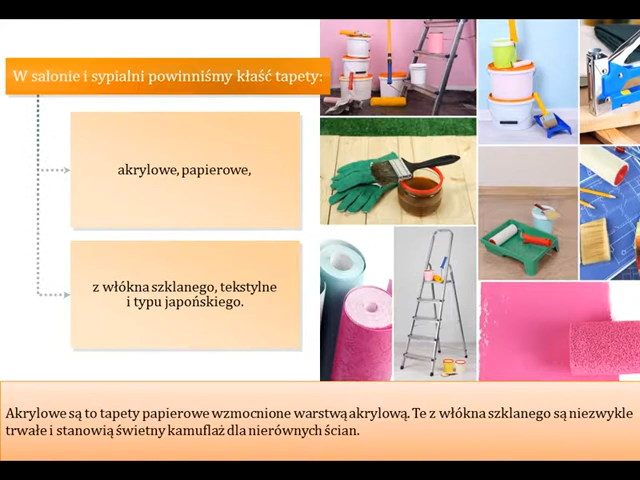 W salonie i sypialni powinniśmy kłaść tapety:
akrylowe, papierowe,
z włókna szklanego, tekstylne
i typu japońskiego.
Akrylowe są to tapety papierowe wzmocnione warstwą akrylową. Te z włókna szklanego są niezwykle
trwałe i stanowią świetny kamuflaż dla nierównych ścian.